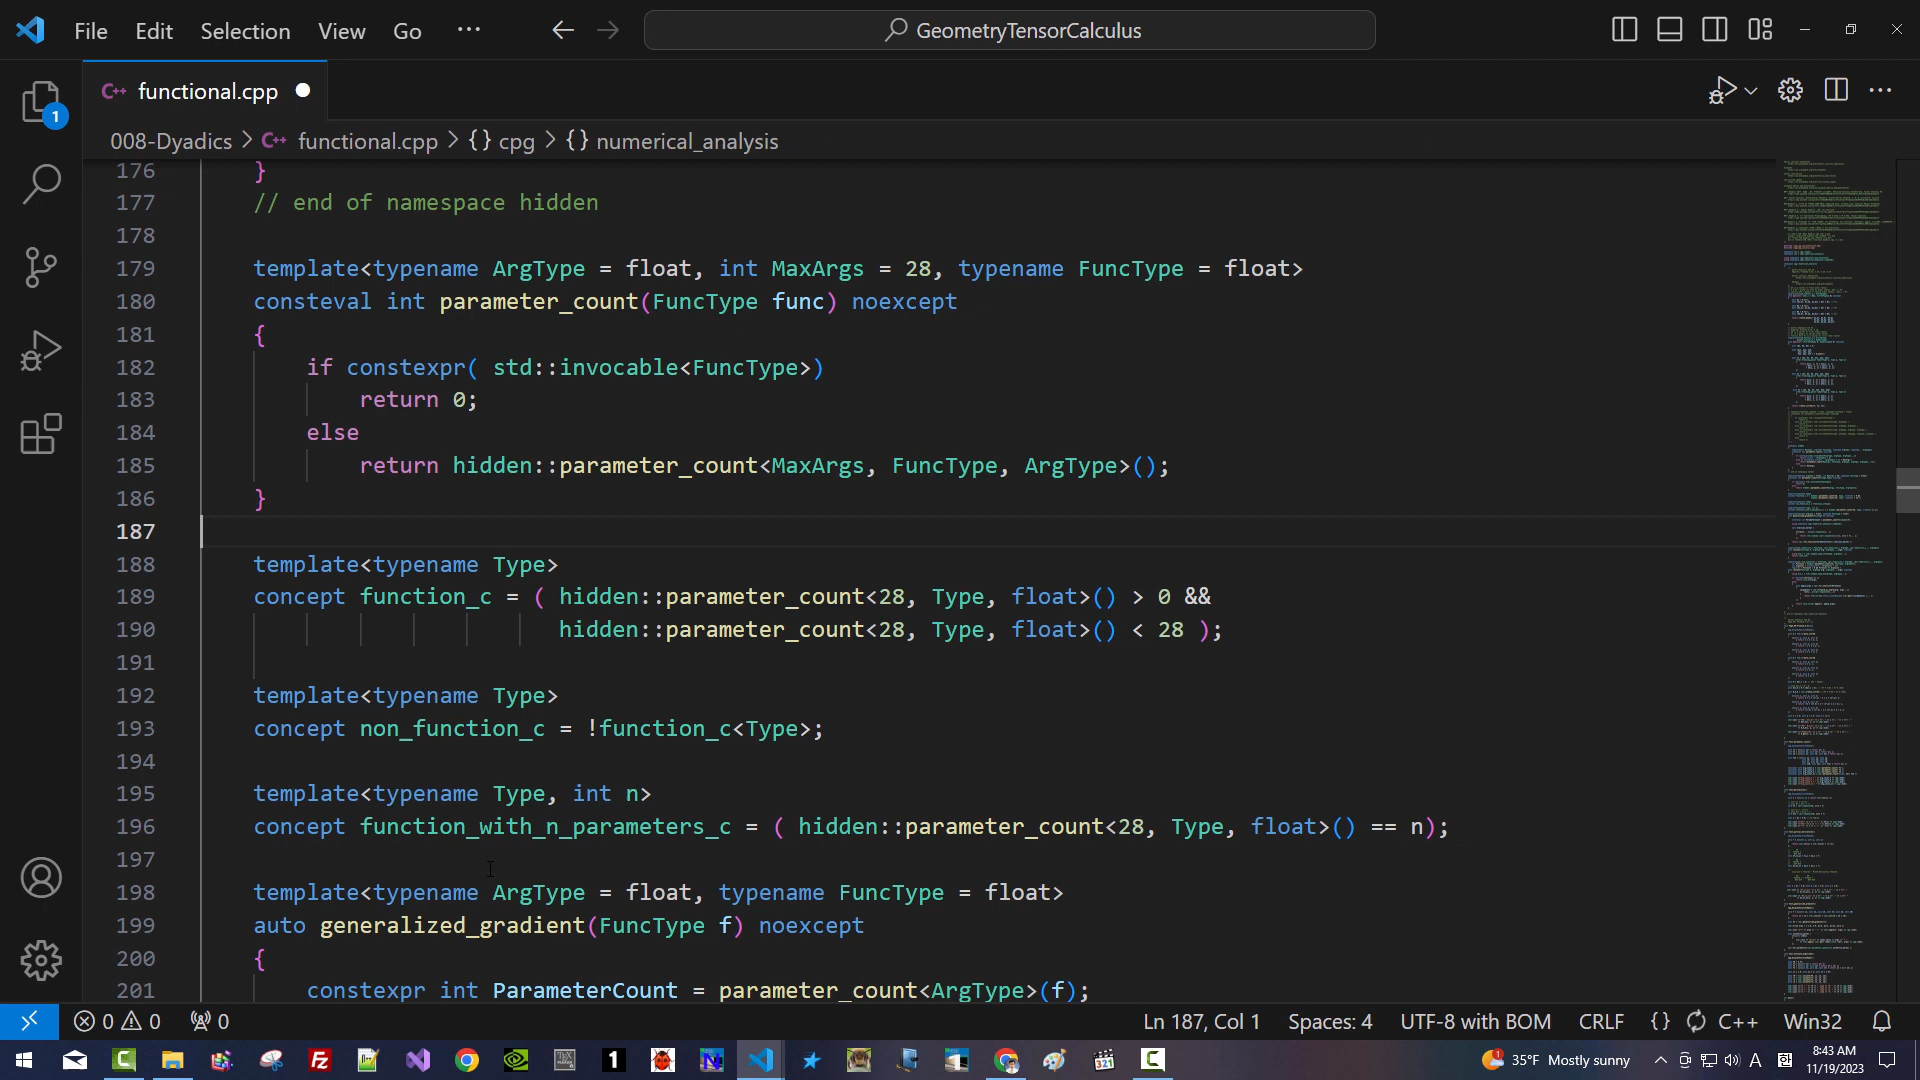 File Edit Selection View Go ··· GeometryTensorCalculus
functional.cpp
1
008-Dyadics > functional.cpp > {} cpg > {} numerical_analysis
176 }
177 // end of namespace hidden
178
179 template<typename ArgType = float, int MaxArgs = 28, typename FuncType = float>
180 consteval int parameter_count(FuncType func) noexcept
181 {
182 if constexpr( std::invocable<FuncType>)
183 return 0;
184 else
185 return hidden::parameter_count<MaxArgs, FuncType, ArgType>();
186 }
187
188 template<typename Type>
189 concept function_c = ( hidden::parameter_count<28, Type, float>() > 0 &&
190 hidden::parameter_count<28, Type, float>() < 28 );
191
192 template<typename Type>
193 concept non_function_c = !function_c<Type>;
194
195 template<typename Type, int n>
196 concept function_with_n_parameters_c = ( hidden::parameter_count<28, Type, float>() == n);
197
198 template<typename ArgType = float, typename FuncType = float>
199 auto generalized_gradient(FuncType f) noexcept
200 {
201 constexpr int ParameterCount = parameter_count<ArgType>(f);
0 0 0 Ln 187, Col 1 Spaces: 4 UTF-8 with BOM CRLF {} C++ Win32
35°F Mostly sunny A 8:43 AM
11/19/2023